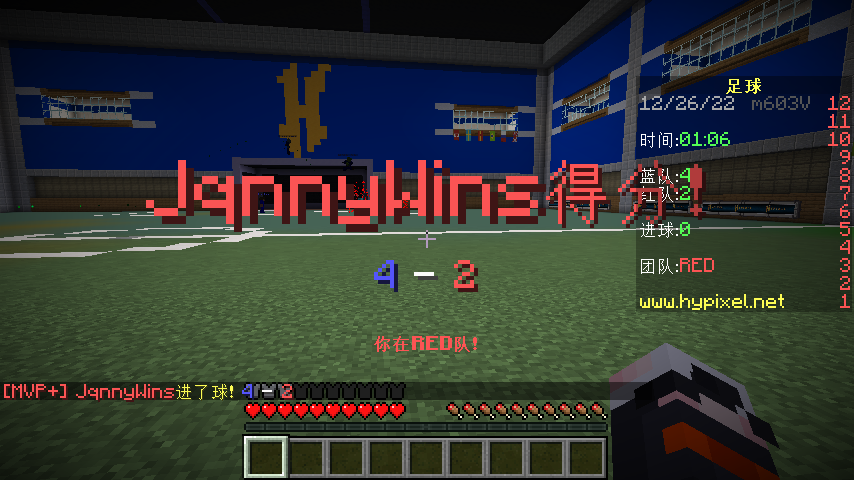 足球
12/26/22 m603V 12
11
时间:01:06 10
9
蓝队:4 8
红队:2 7
6
进球:0 5
4
团队:RED 3
2
www.hypixel.net 1
JqnnyWins得分!
4 - 2
你在RED队!
[MVP+] JqnnyWins进了球! 4 - 2